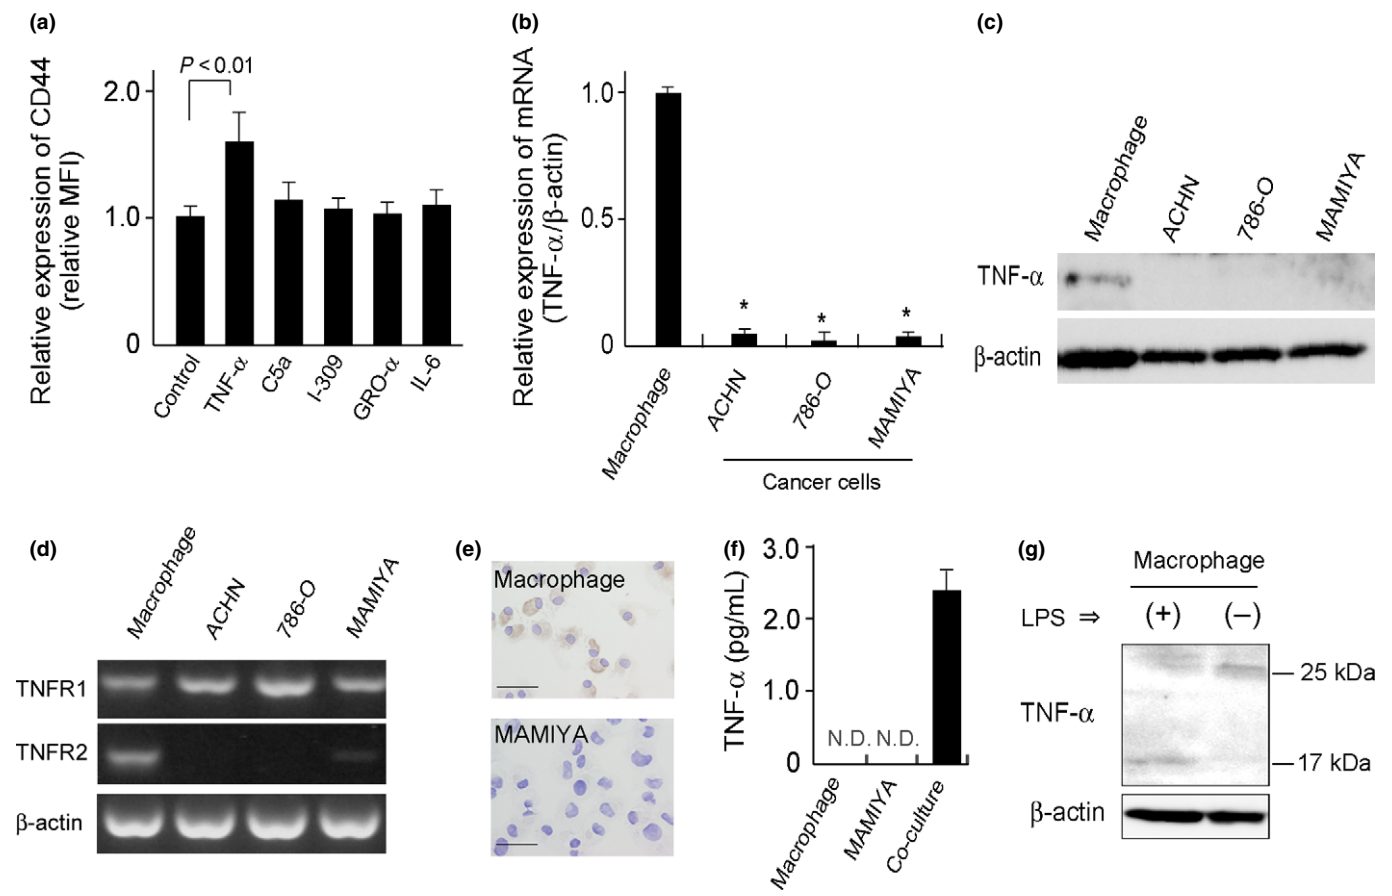 (a)
Relative expression of CD44
(relative MFI)
P < 0.01
2.0
1.0
0
Control
TNF-α
C5a
I-309
GRO-α
IL-6
(b)
Relative expression of mRNA
(TNF-α/β-actin)
1.0
0.5
0
*
*
*
Macrophage
ACHN
786-O
MAMIYA
Cancer cells
(c)
Macrophage
ACHN
786-O
MAMIYA
TNF-α
β-actin
(d)
Macrophage
ACHN
786-O
MAMIYA
TNFR1
TNFR2
β-actin
(e)
Macrophage
MAMIYA
(f)
TNF-α (pg/mL)
3.0
2.0
1.0
0
N.D. N.D.
Macrophage
MAMIYA
Co-culture
(g)
Macrophage
LPS ⇒ (+) (−)
TNF-α
25 kDa
17 kDa
β-actin